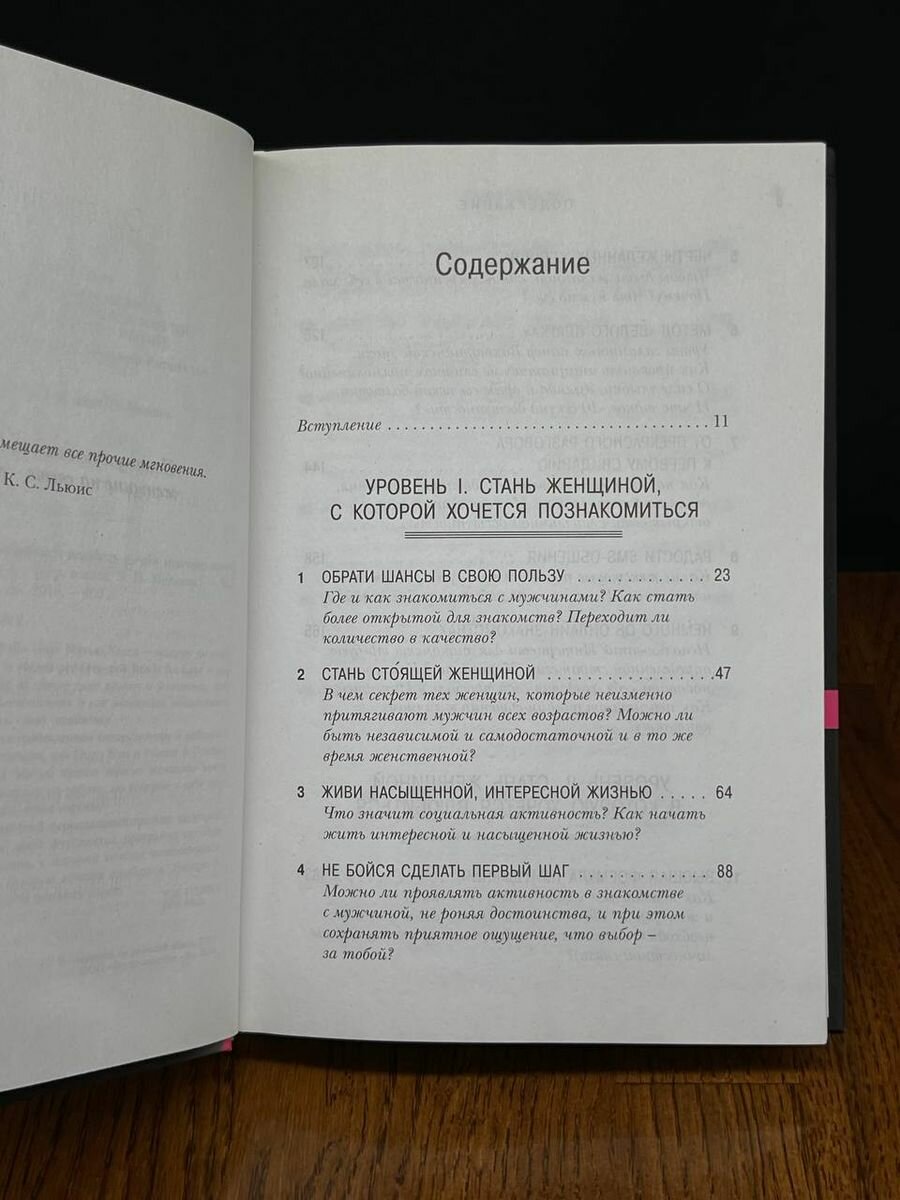 мещает все прочие мгновения.
К. С. Льюис
Содержание
Вступление . . . . . . . . . . . . . . . . . . . . . . . . . . . . . . . . . . . . . . . 11
УРОВЕНЬ I. СТАНЬ ЖЕНЩИНОЙ,
С КОТОРОЙ ХОЧЕТСЯ ПОЗНАКОМИТЬСЯ
1 ОБРАТИ ШАНСЫ В СВОЮ ПОЛЬЗУ . . . . . . . . . . . . . 23
Где и как знакомиться с мужчинами? Как стать
более открытой для знакомств? Переходит ли
количество в качество?
2 СТАНЬ СТО́ЯЩЕЙ ЖЕНЩИНОЙ . . . . . . . . . . . . . . . . .47
В чем секрет тех женщин, которые неизменно
притягивают мужчин всех возрастов? Можно ли
быть независимой и самодостаточной и в то же
время женственной?
3 ЖИВИ НАСЫЩЕННОЙ, ИНТЕРЕСНОЙ ЖИЗНЬЮ . . . . . 64
Что значит социальная активность? Как начать
жить интересной и насыщенной жизнью?
4 НЕ БОЙСЯ СДЕЛАТЬ ПЕРВЫЙ ШАГ . . . . . . . . . . . . . 88
Можно ли проявлять активность в знакомстве
с мужчиной, не роняя достоинства, и при этом
сохранять приятное ощущение, что выбор –
за тобой?